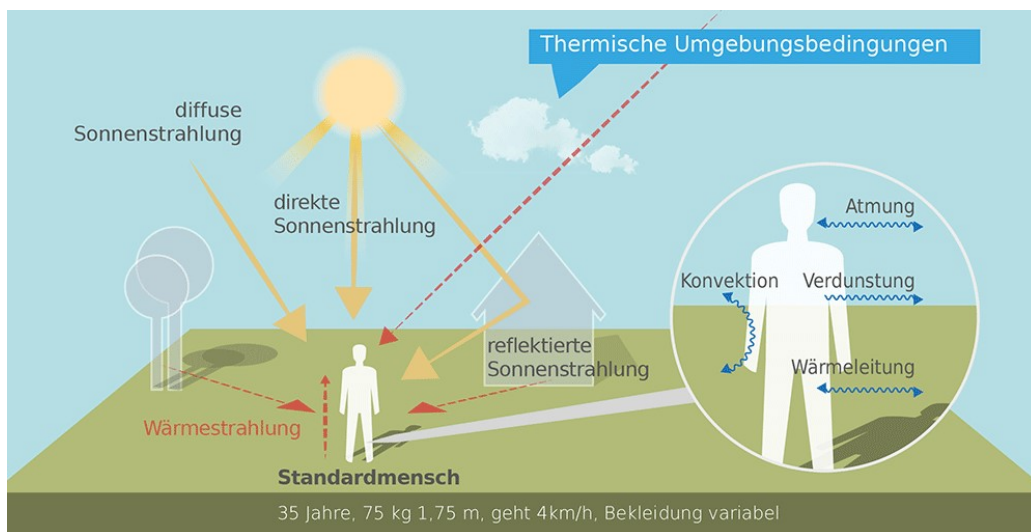 Thermische Umgebungsbedingungen
diffuse
Sonnenstrahlung
direkte
Sonnenstrahlung
Atmung
Konvektion
Verdunstung
reflektierte
Sonnenstrahlung
Wärmeleitung
Wärmestrahlung
Standardmensch
35 Jahre, 75 kg 1,75 m, geht 4km/h, Bekleidung variabel